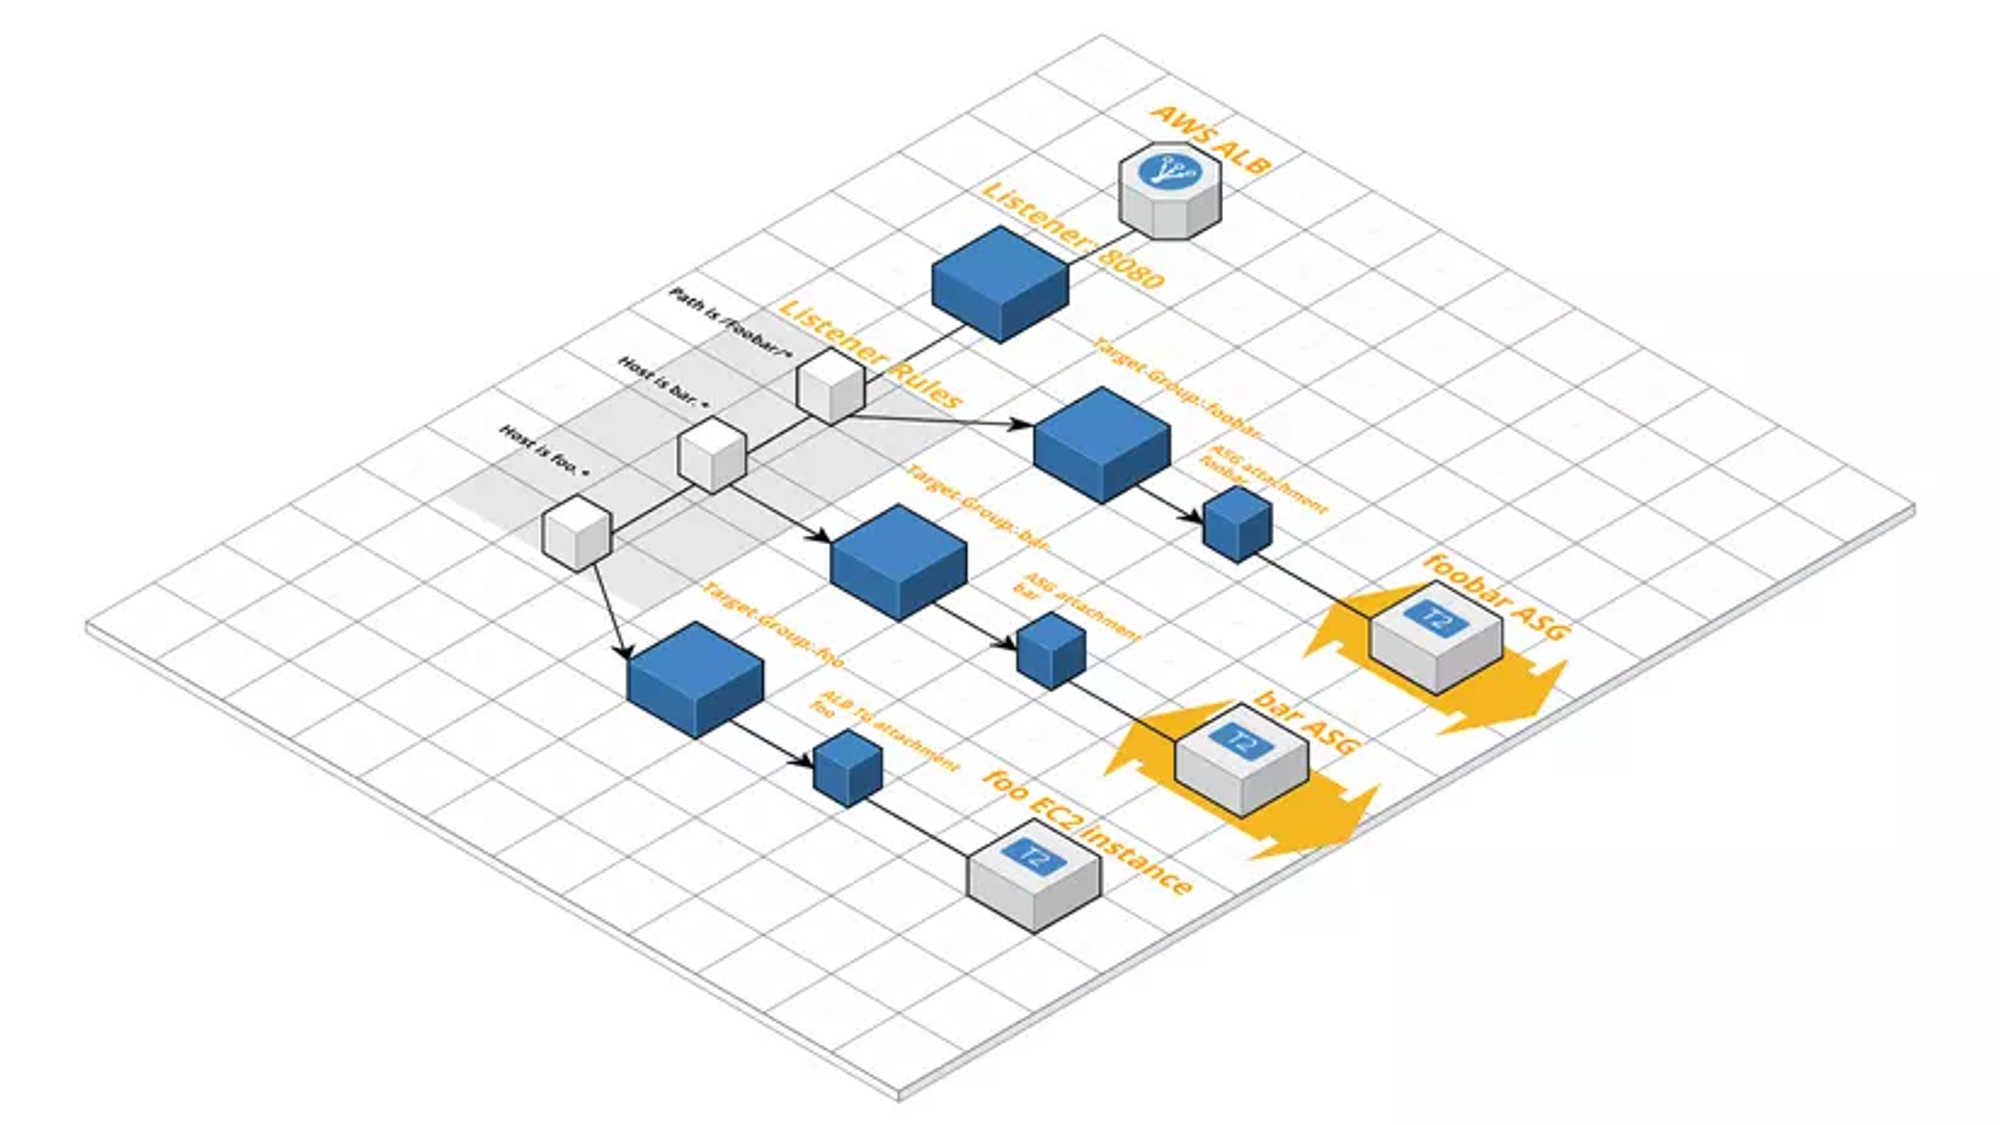 AWS ALB
Listener: 8080
Listener Rules
Path is /Foobar/*
Host is bar.*
Host is foo.*
Target-Group:-foobar
ASG attachment
foobar
foobar ASG
T2
Target-Group:-bar
ASG attachment
bar
bar ASG
T2
Target-Group:-foo
ALB TG attachment
foo
foo EC2 instance
T2